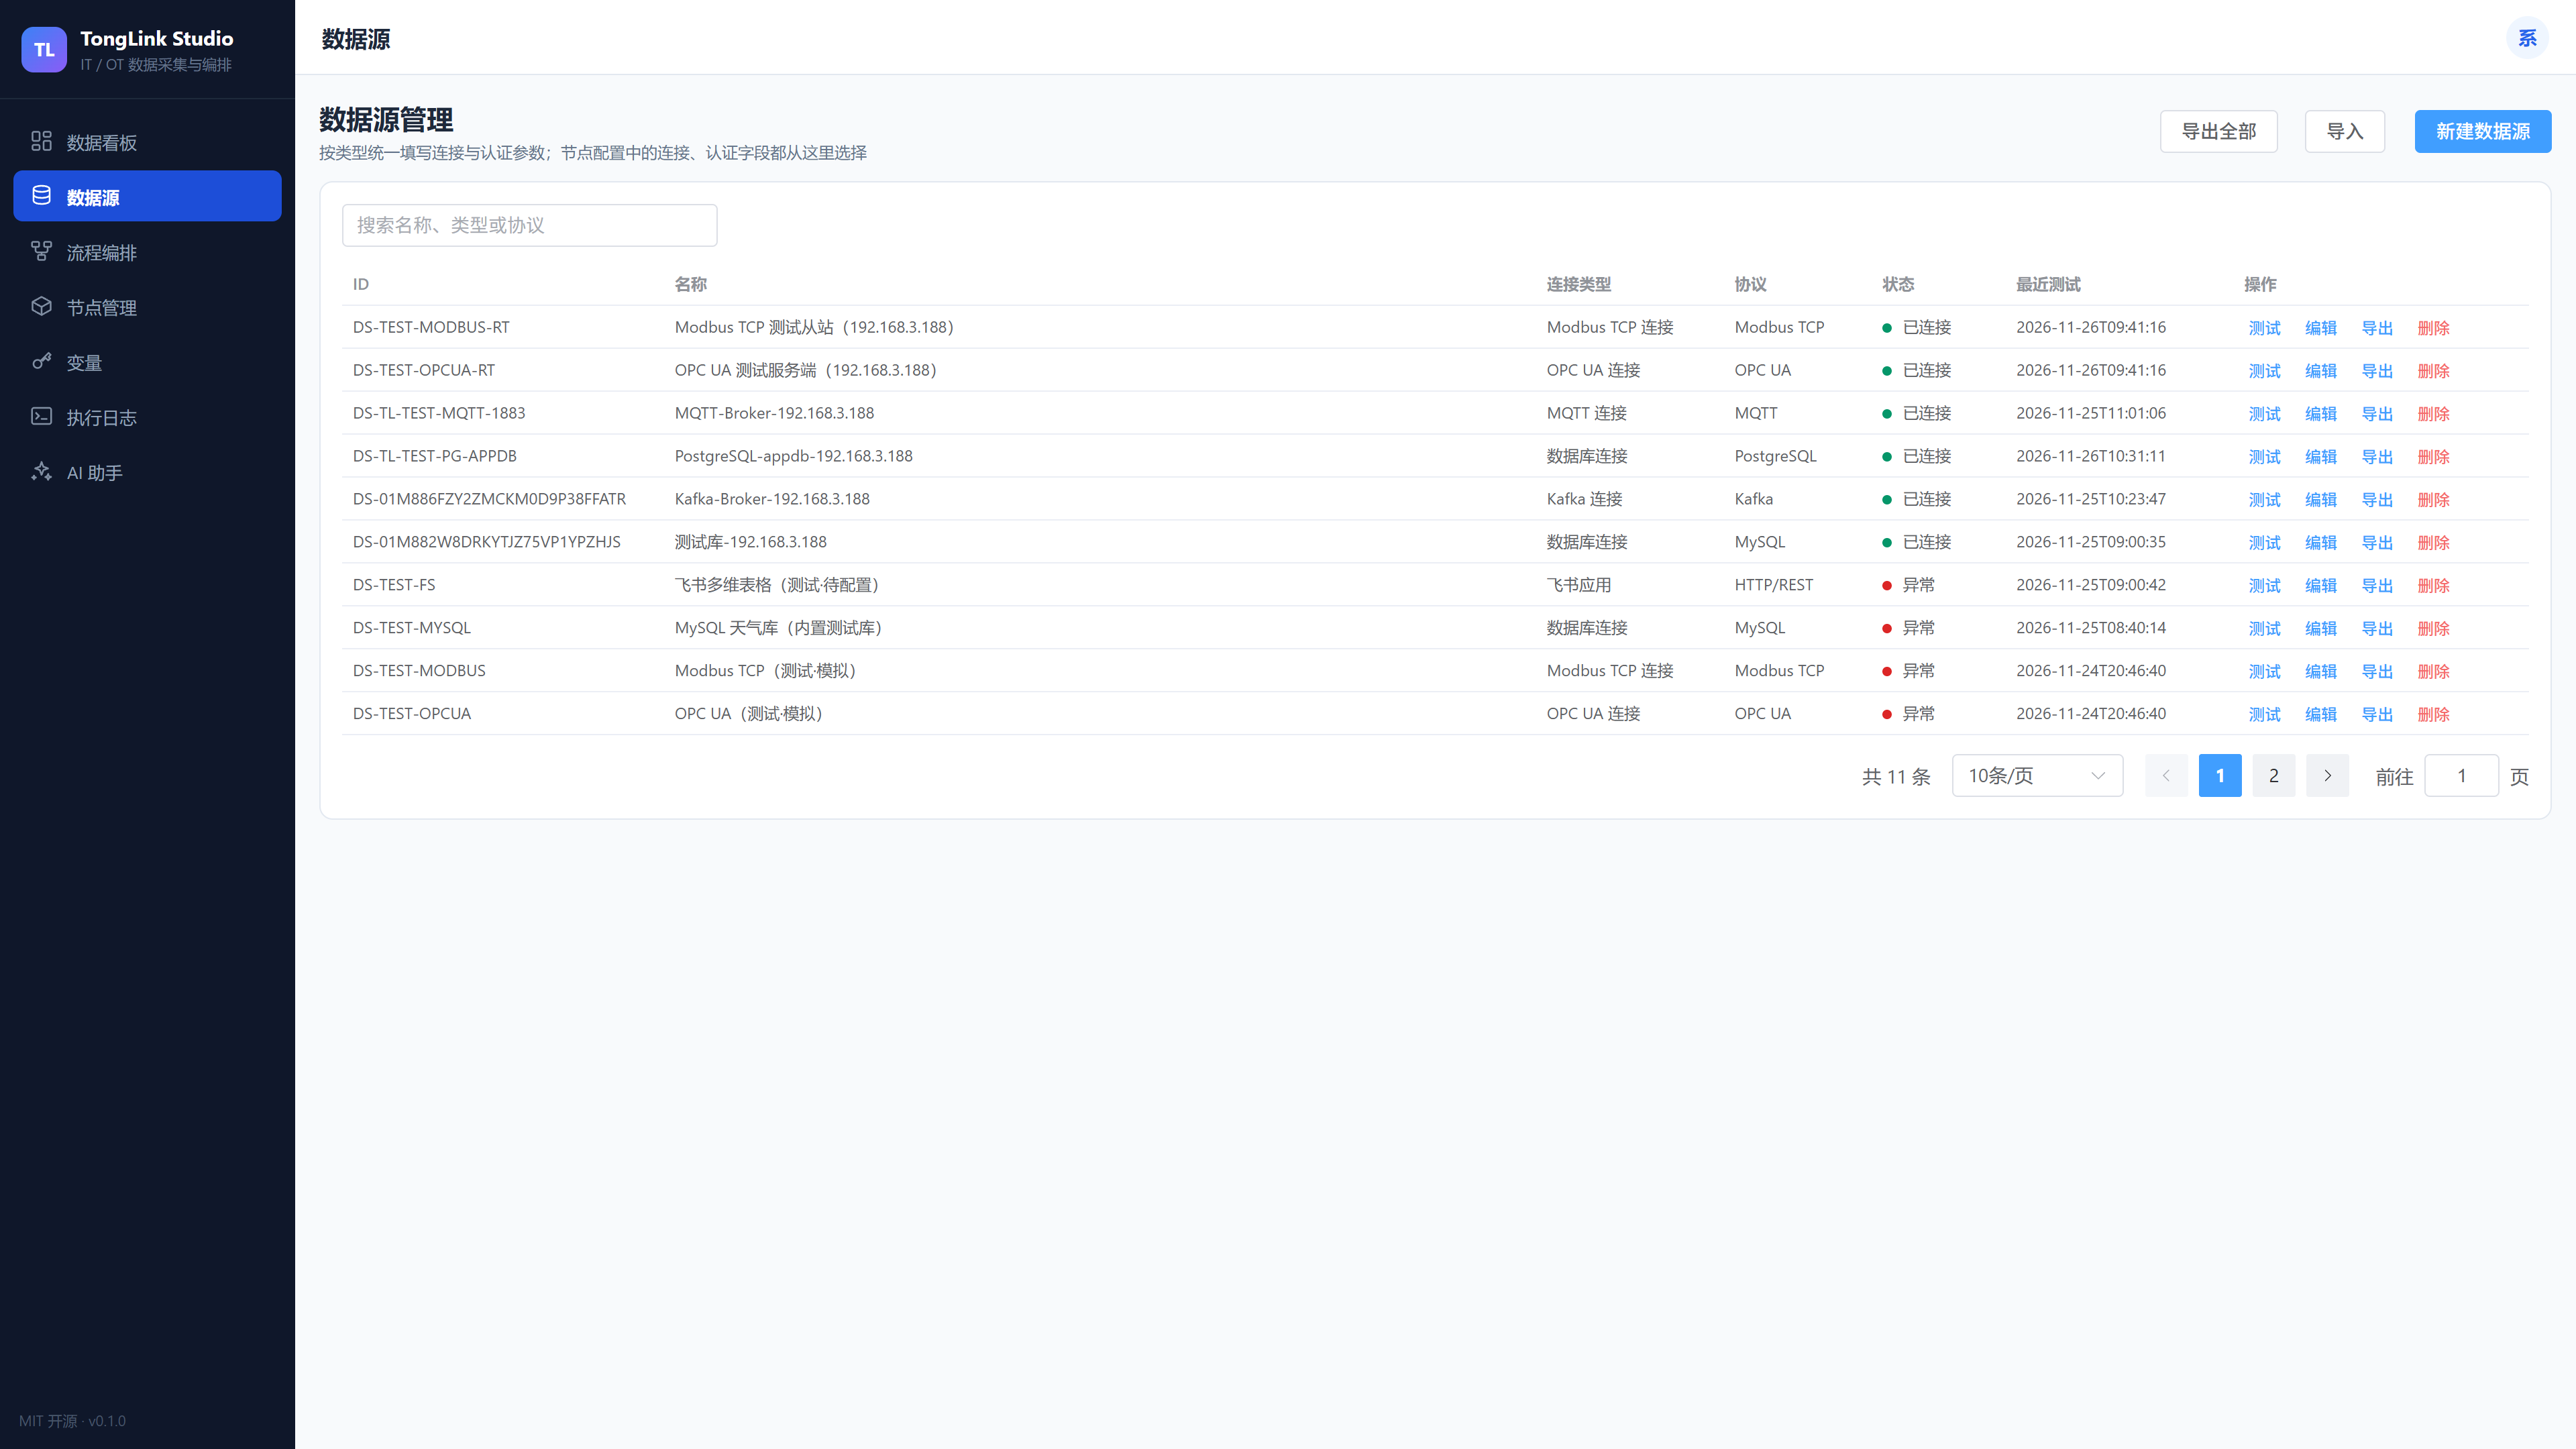 TL
TongLink Studio
IT / OT 数据采集与编排
数据看板
数据源
流程编排
节点管理
变量
执行日志
AI 助手
MIT 开源 · v0.1.0
数据源
系
数据源管理
按类型统一填写连接与认证参数；节点配置中的连接、认证字段都从这里选择
导出全部 导入 新建数据源
搜索名称、类型或协议
ID 名称 连接类型 协议 状态 最近测试 操作
DS-TEST-MODBUS-RT Modbus TCP 测试从站（192.168.3.188） Modbus TCP 连接 Modbus TCP 已连接 2026-11-26T09:41:16 测试 编辑 导出 删除
DS-TEST-OPCUA-RT OPC UA 测试服务端（192.168.3.188） OPC UA 连接 OPC UA 已连接 2026-11-26T09:41:16 测试 编辑 导出 删除
DS-TL-TEST-MQTT-1883 MQTT-Broker-192.168.3.188 MQTT 连接 MQTT 已连接 2026-11-25T11:01:06 测试 编辑 导出 删除
DS-TL-TEST-PG-APPDB PostgreSQL-appdb-192.168.3.188 数据库连接 PostgreSQL 已连接 2026-11-26T10:31:11 测试 编辑 导出 删除
DS-01M886FZY2ZMCKM0D9P38FFATR Kafka-Broker-192.168.3.188 Kafka 连接 Kafka 已连接 2026-11-25T10:23:47 测试 编辑 导出 删除
DS-01M882W8DRKYTJZ75VP1YPZHJS 测试库-192.168.3.188 数据库连接 MySQL 已连接 2026-11-25T09:00:35 测试 编辑 导出 删除
DS-TEST-FS 飞书多维表格（测试·待配置） 飞书应用 HTTP/REST 异常 2026-11-25T09:00:42 测试 编辑 导出 删除
DS-TEST-MYSQL MySQL 天气库（内置测试库） 数据库连接 MySQL 异常 2026-11-25T08:40:14 测试 编辑 导出 删除
DS-TEST-MODBUS Modbus TCP（测试·模拟） Modbus TCP 连接 Modbus TCP 异常 2026-11-24T20:46:40 测试 编辑 导出 删除
DS-TEST-OPCUA OPC UA（测试·模拟） OPC UA 连接 OPC UA 异常 2026-11-24T20:46:40 测试 编辑 导出 删除
共 11 条 10条/页 1 2 前往 1 页